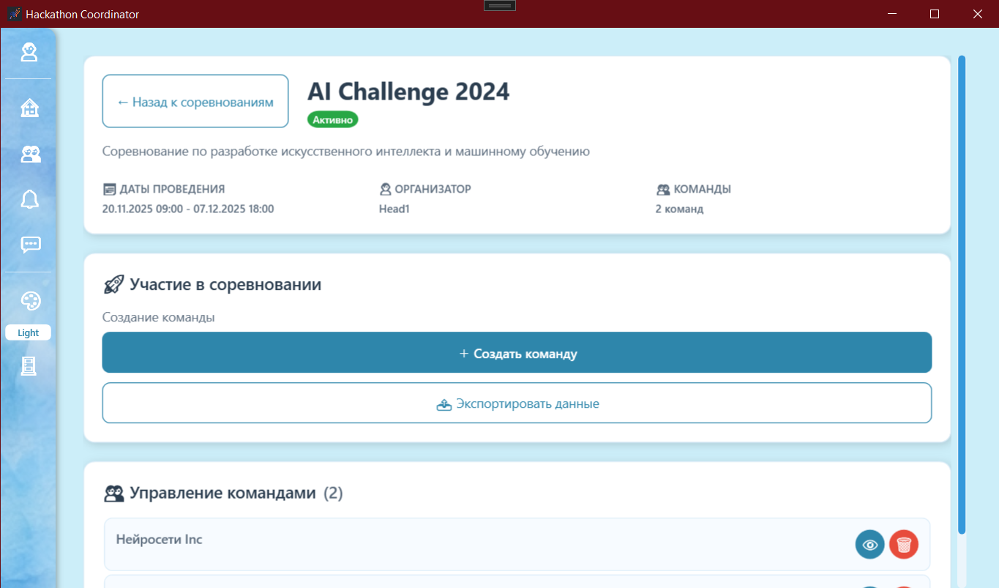 Hackathon Coordinator
← Назад к соревнованиям
AI Challenge 2024
Активно
Соревнование по разработке искусственного интеллекта и машинному обучению
ДАТЫ ПРОВЕДЕНИЯ
20.11.2025 09:00 - 07.12.2025 18:00
ОРГАНИЗАТОР
Head1
КОМАНДЫ
2 команд
Light
Участие в соревновании
Создание команды
+ Создать команду
Экспортировать данные
Управление командами (2)
Нейросети Inc